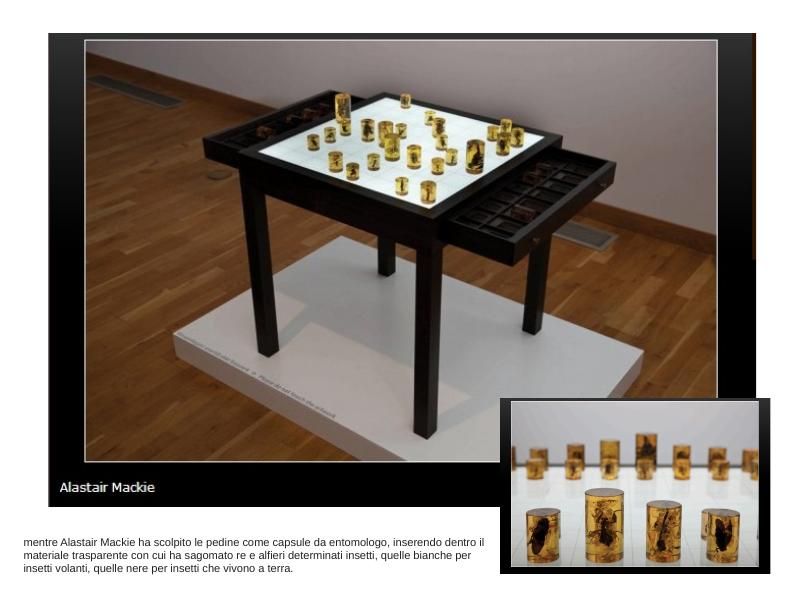 Alastair Mackie
mentre Alastair Mackie ha scolpito le pedine come capsule da entomologo, inserendo dentro il
materiale trasparente con cui ha sagomato re e alfieri determinati insetti, quelle bianche per
insetti volanti, quelle nere per insetti che vivono a terra.